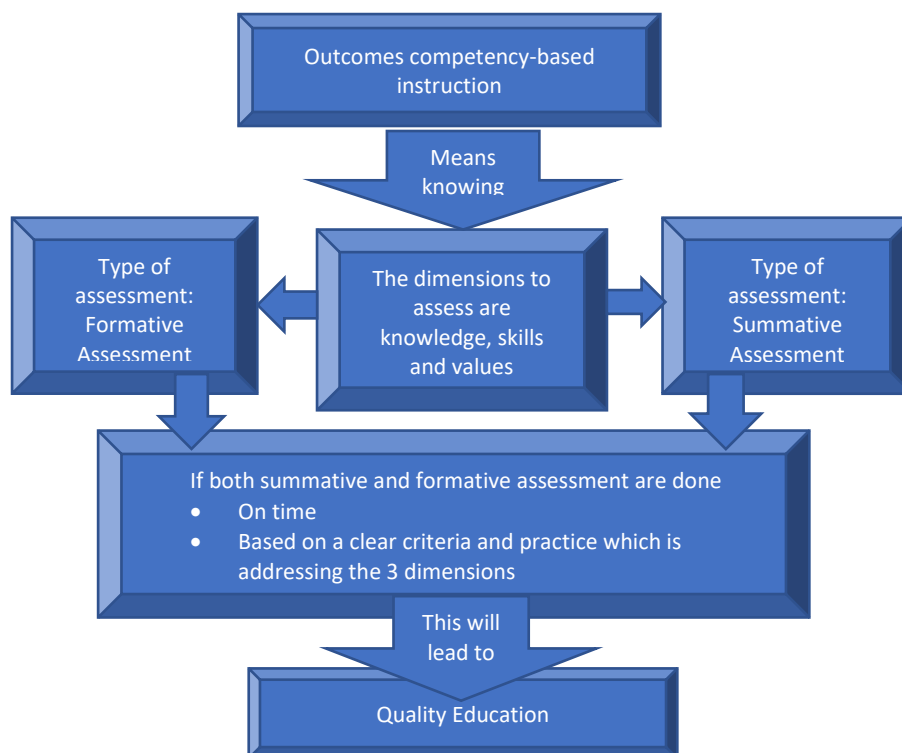 Outcomes competency-based
instruction
Means
knowing
Type of
assessment:
Formative
Assessment
The dimensions to
assess are
knowledge, skills
and values
Type of
assessment:
Summative
Assessment
If both summative and formative assessment are done
• On time
• Based on a clear criteria and practice which is
addressing the 3 dimensions
This will
lead to
Quality Education